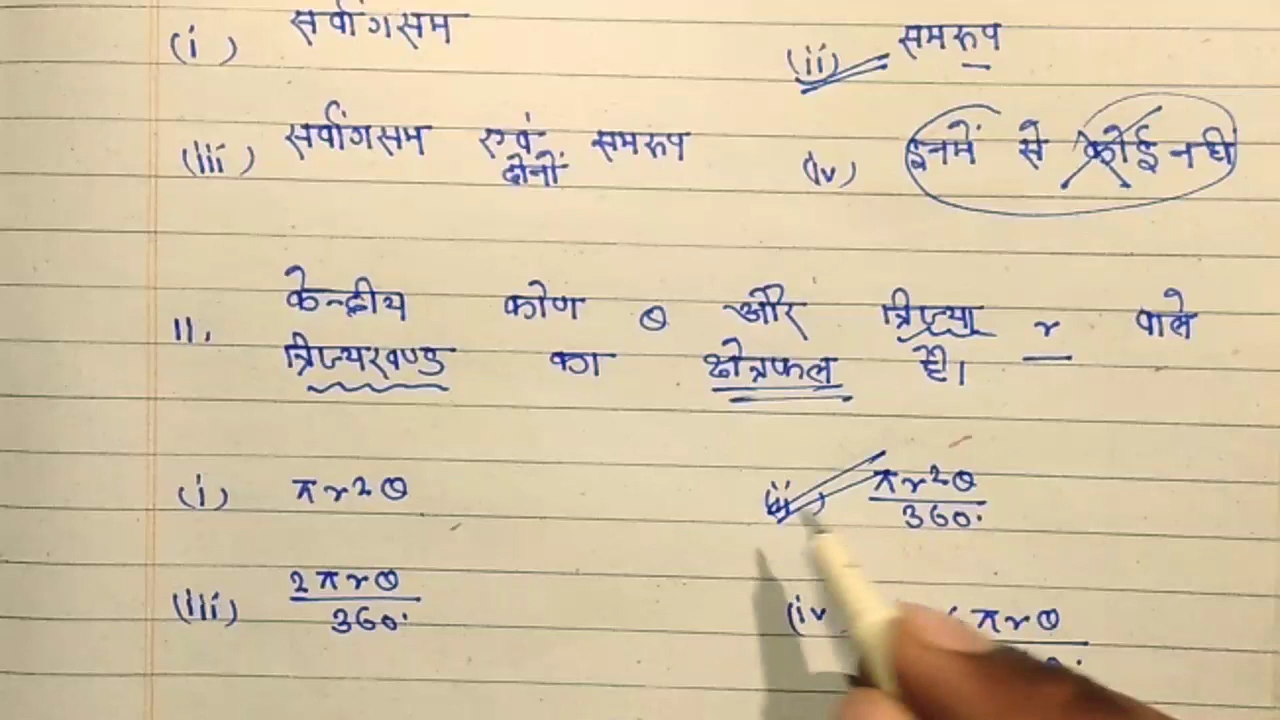 (i) सर्वांगसम (ii) समरूप
(iii) सर्वांगसम एवं समरूप
दोनों
(iv) इनमें से कोई नहीं
11. केन्द्रीय कोण θ और त्रिज्या r वाले
त्रिज्यखण्ड का क्षेत्रफल है।
(i) πr2θ (ii) πr2θ
360°
(iii) 2πrθ
360°
(iv πrθ